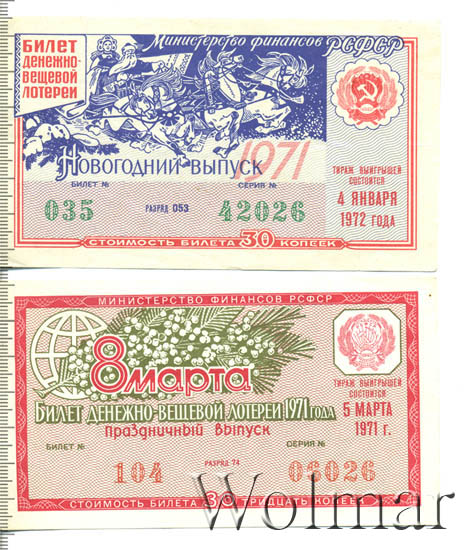 БИЛЕТ
ДЕНЕЖНО-
ВЕЩЕВОЙ
ЛОТЕРЕИ
Министерство финансов РСФСР
Новогодний выпуск
1971
БИЛЕТ № СЕРИЯ №
035 РАЗРЯД 053 42026
ТИРАЖ ВЫИГРЫШЕЙ
СОСТОИТСЯ
4 ЯНВАРЯ
1972 ГОДА
СТОИМОСТЬ БИЛЕТА 30 КОПЕЕК
МИНИСТЕРСТВО ФИНАНСОВ РСФСР
8 Марта
БИЛЕТ ДЕНЕЖНО-ВЕЩЕВОЙ ЛОТЕРЕИ 1971 ГОДА
Праздничный выпуск
БИЛЕТ № СЕРИЯ №
104 РАЗРЯД 74 06026
ТИРАЖ ВЫИГРЫШЕЙ
СОСТОИТСЯ
5 МАРТА
1971 г.
СТОИМОСТЬ БИЛЕТА 30 ТРИДЦАТЬ КОПЕЕК
Wolmar